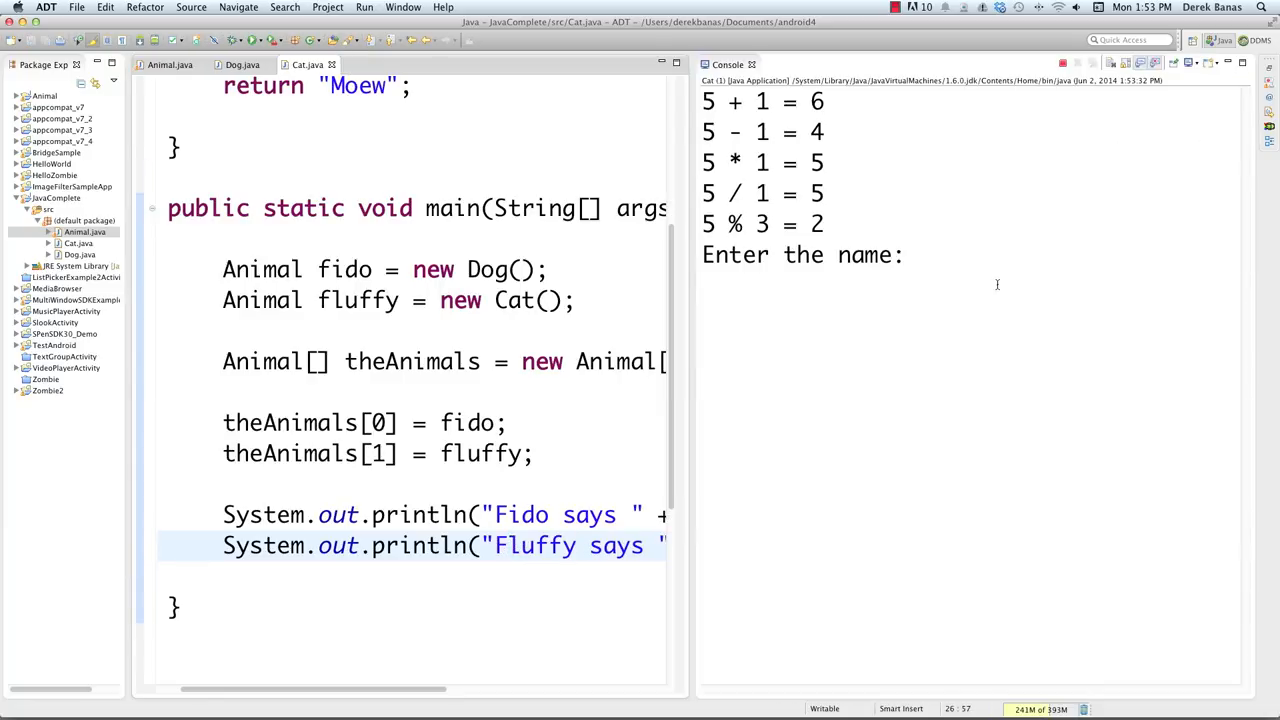 ADT File Edit Refactor Source Navigate Search Project Run Window Help 10 Mon 1:53 PM Derek Banas
Java - JavaComplete/src/Cat.java - ADT - /Users/derekbanas/Documents/android4
Quick Access Java DDMS
Package Exp
Animal
appcompat_v7
appcompat_v7_2
appcompat_v7_3
appcompat_v7_4
BridgeSample
HelloWorld
HelloZombie
ImageFilterSampleApp
JavaComplete
src
(default package)
Animal.java
Cat.java
Dog.java
JRE System Library [
ListPickerExample2Activi
MediaBrowser
MultiWindowSDKExample
MusicPlayerActivity
SlookActivity
SPenSDK30_Demo
TestAndroid
TextGroupActivity
VideoPlayerActivity
Zombie
Zombie2
Animal.java Dog.java Cat.java
return "Moew";
}
public static void main(String[] args
Animal fido = new Dog();
Animal fluffy = new Cat();
Animal[] theAnimals = new Animal[
theAnimals[0] = fido;
theAnimals[1] = fluffy;
System.out.println("Fido says " +
System.out.println("Fluffy says "
}
Console
Cat (1) [Java Application] /System/Library/Java/JavaVirtualMachines/1.6.0.jdk/Contents/Home/bin/java (Jun 2, 2014 1:53:32 PM)
5 + 1 = 6
5 - 1 = 4
5 * 1 = 5
5 / 1 = 5
5 % 3 = 2
Enter the name:
Writable Smart Insert 26 : 57 241M of 393M